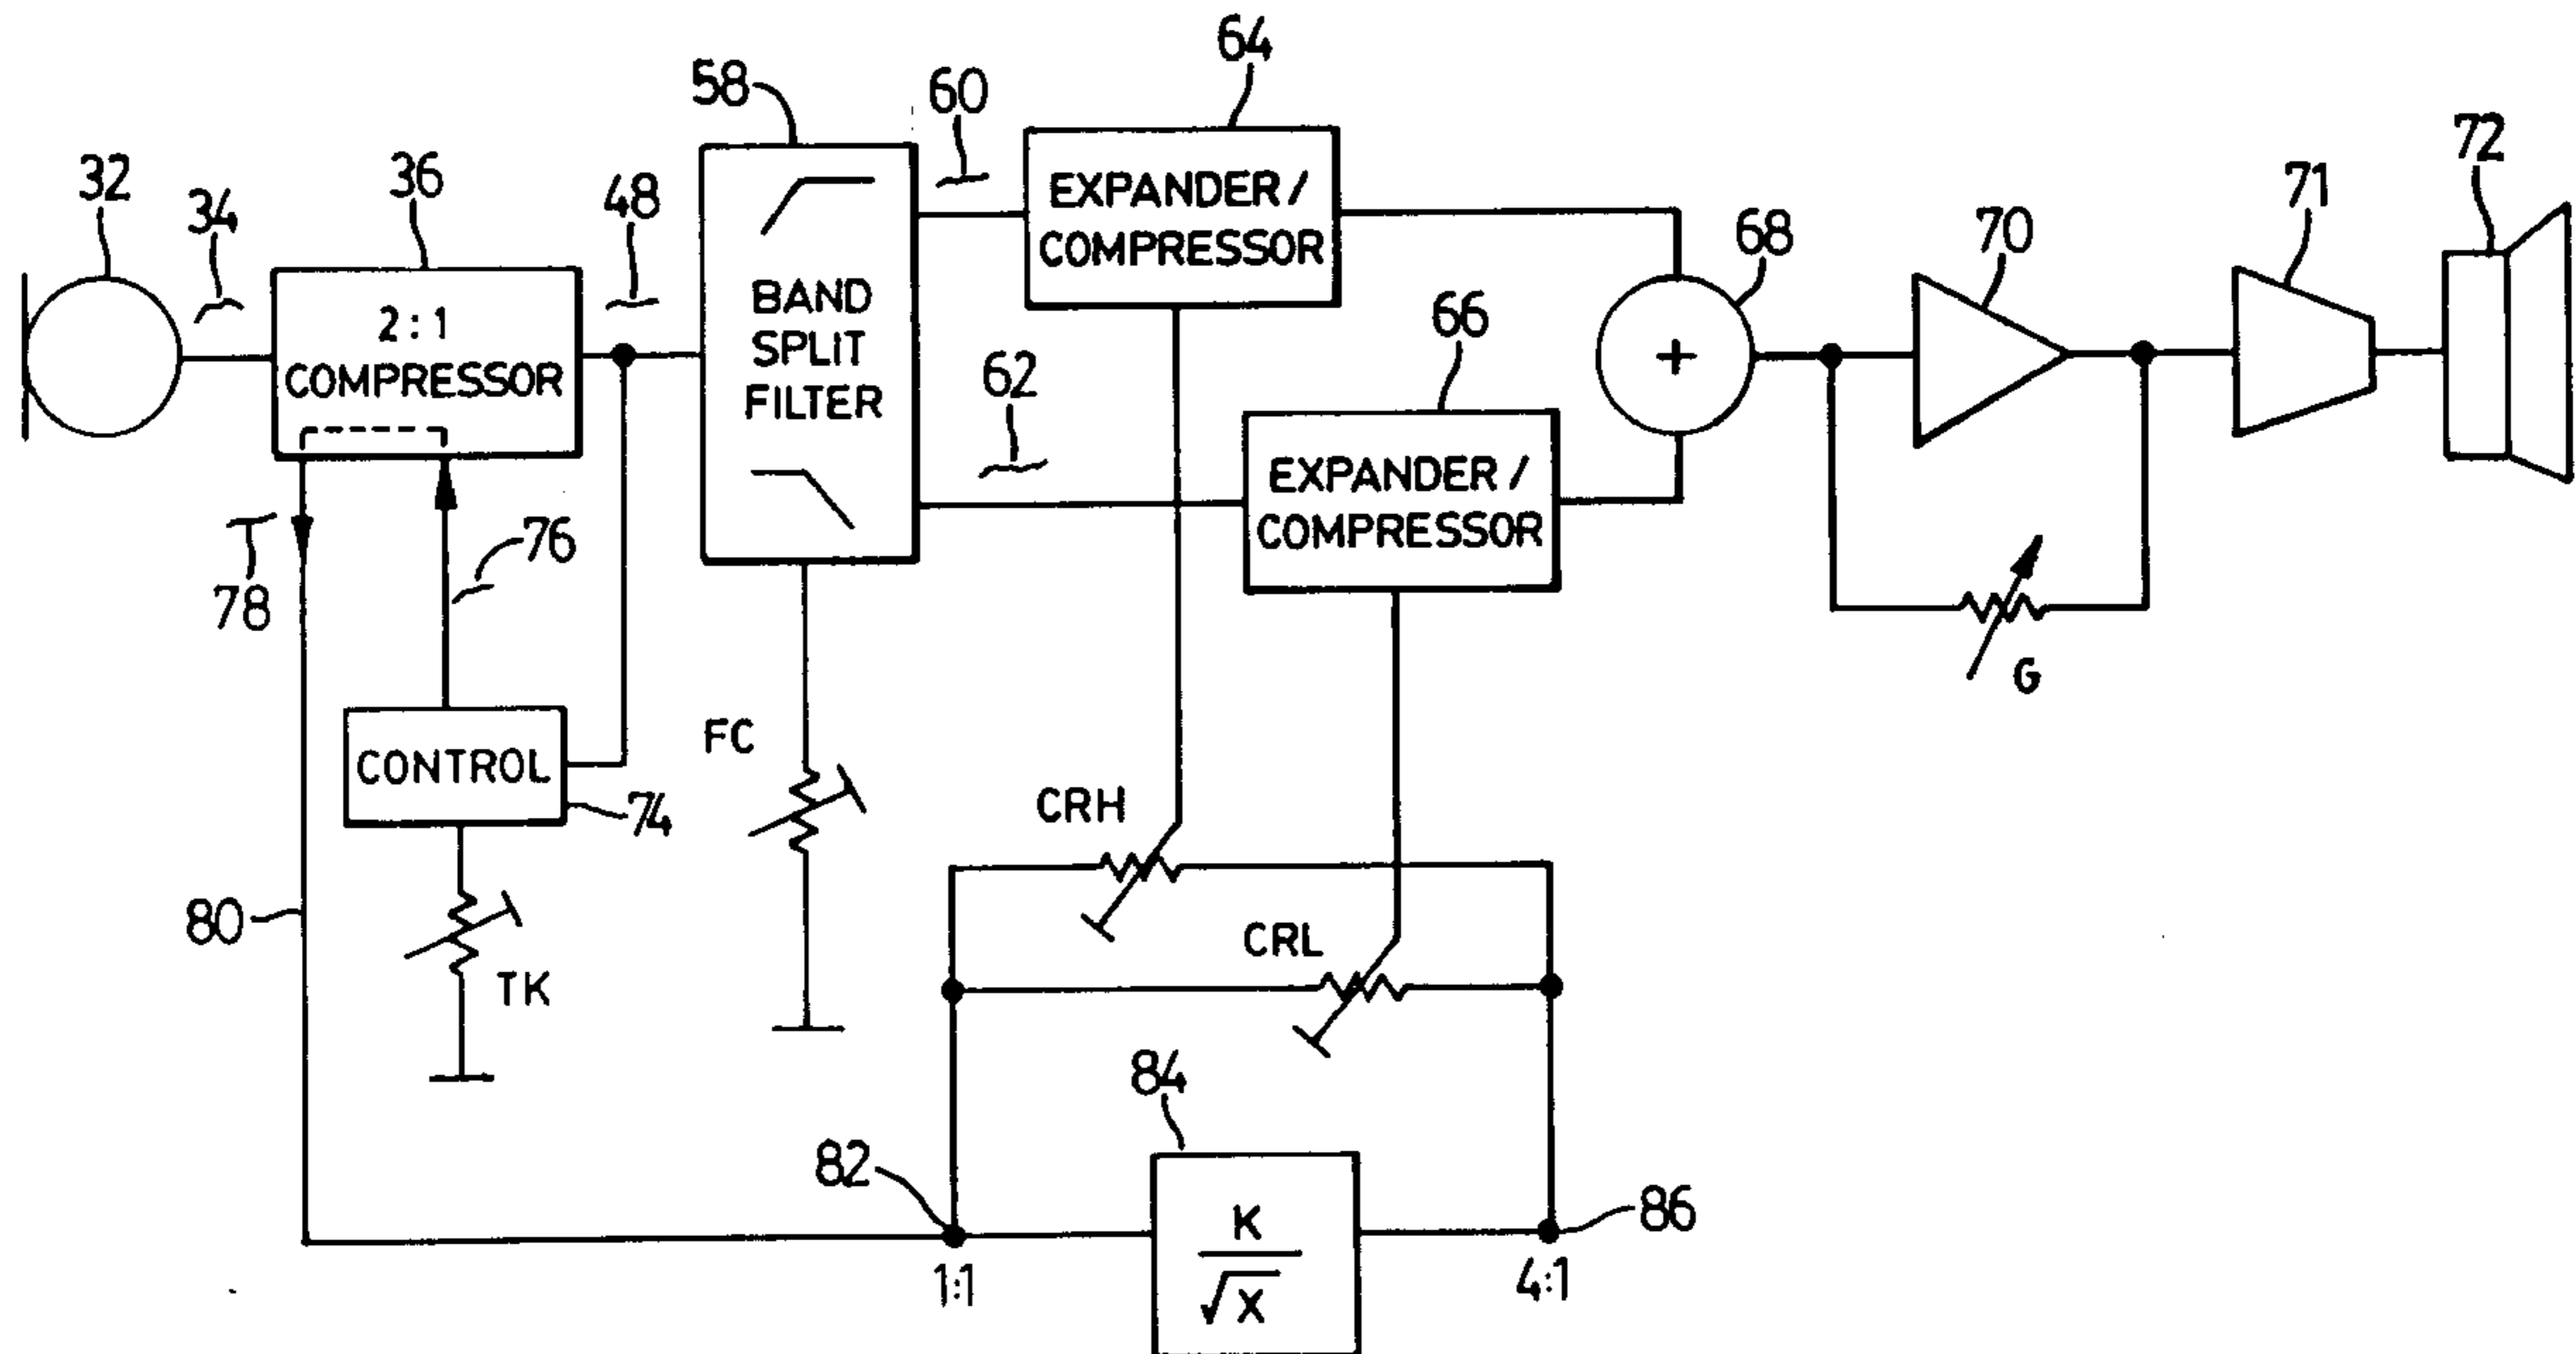 64
58
60
72
32
36
71
34
48
EXPANDER /
COMPRESSOR
70
68
2 : 1
COMPRESSOR
BAND
SPLIT
FILTER
66
62
EXPANDER /
COMPRESSOR
+
76
78
G
FC
CONTROL
74
CRH
80
CRL
TK
84
82
86
K
√X
1:1
4:1